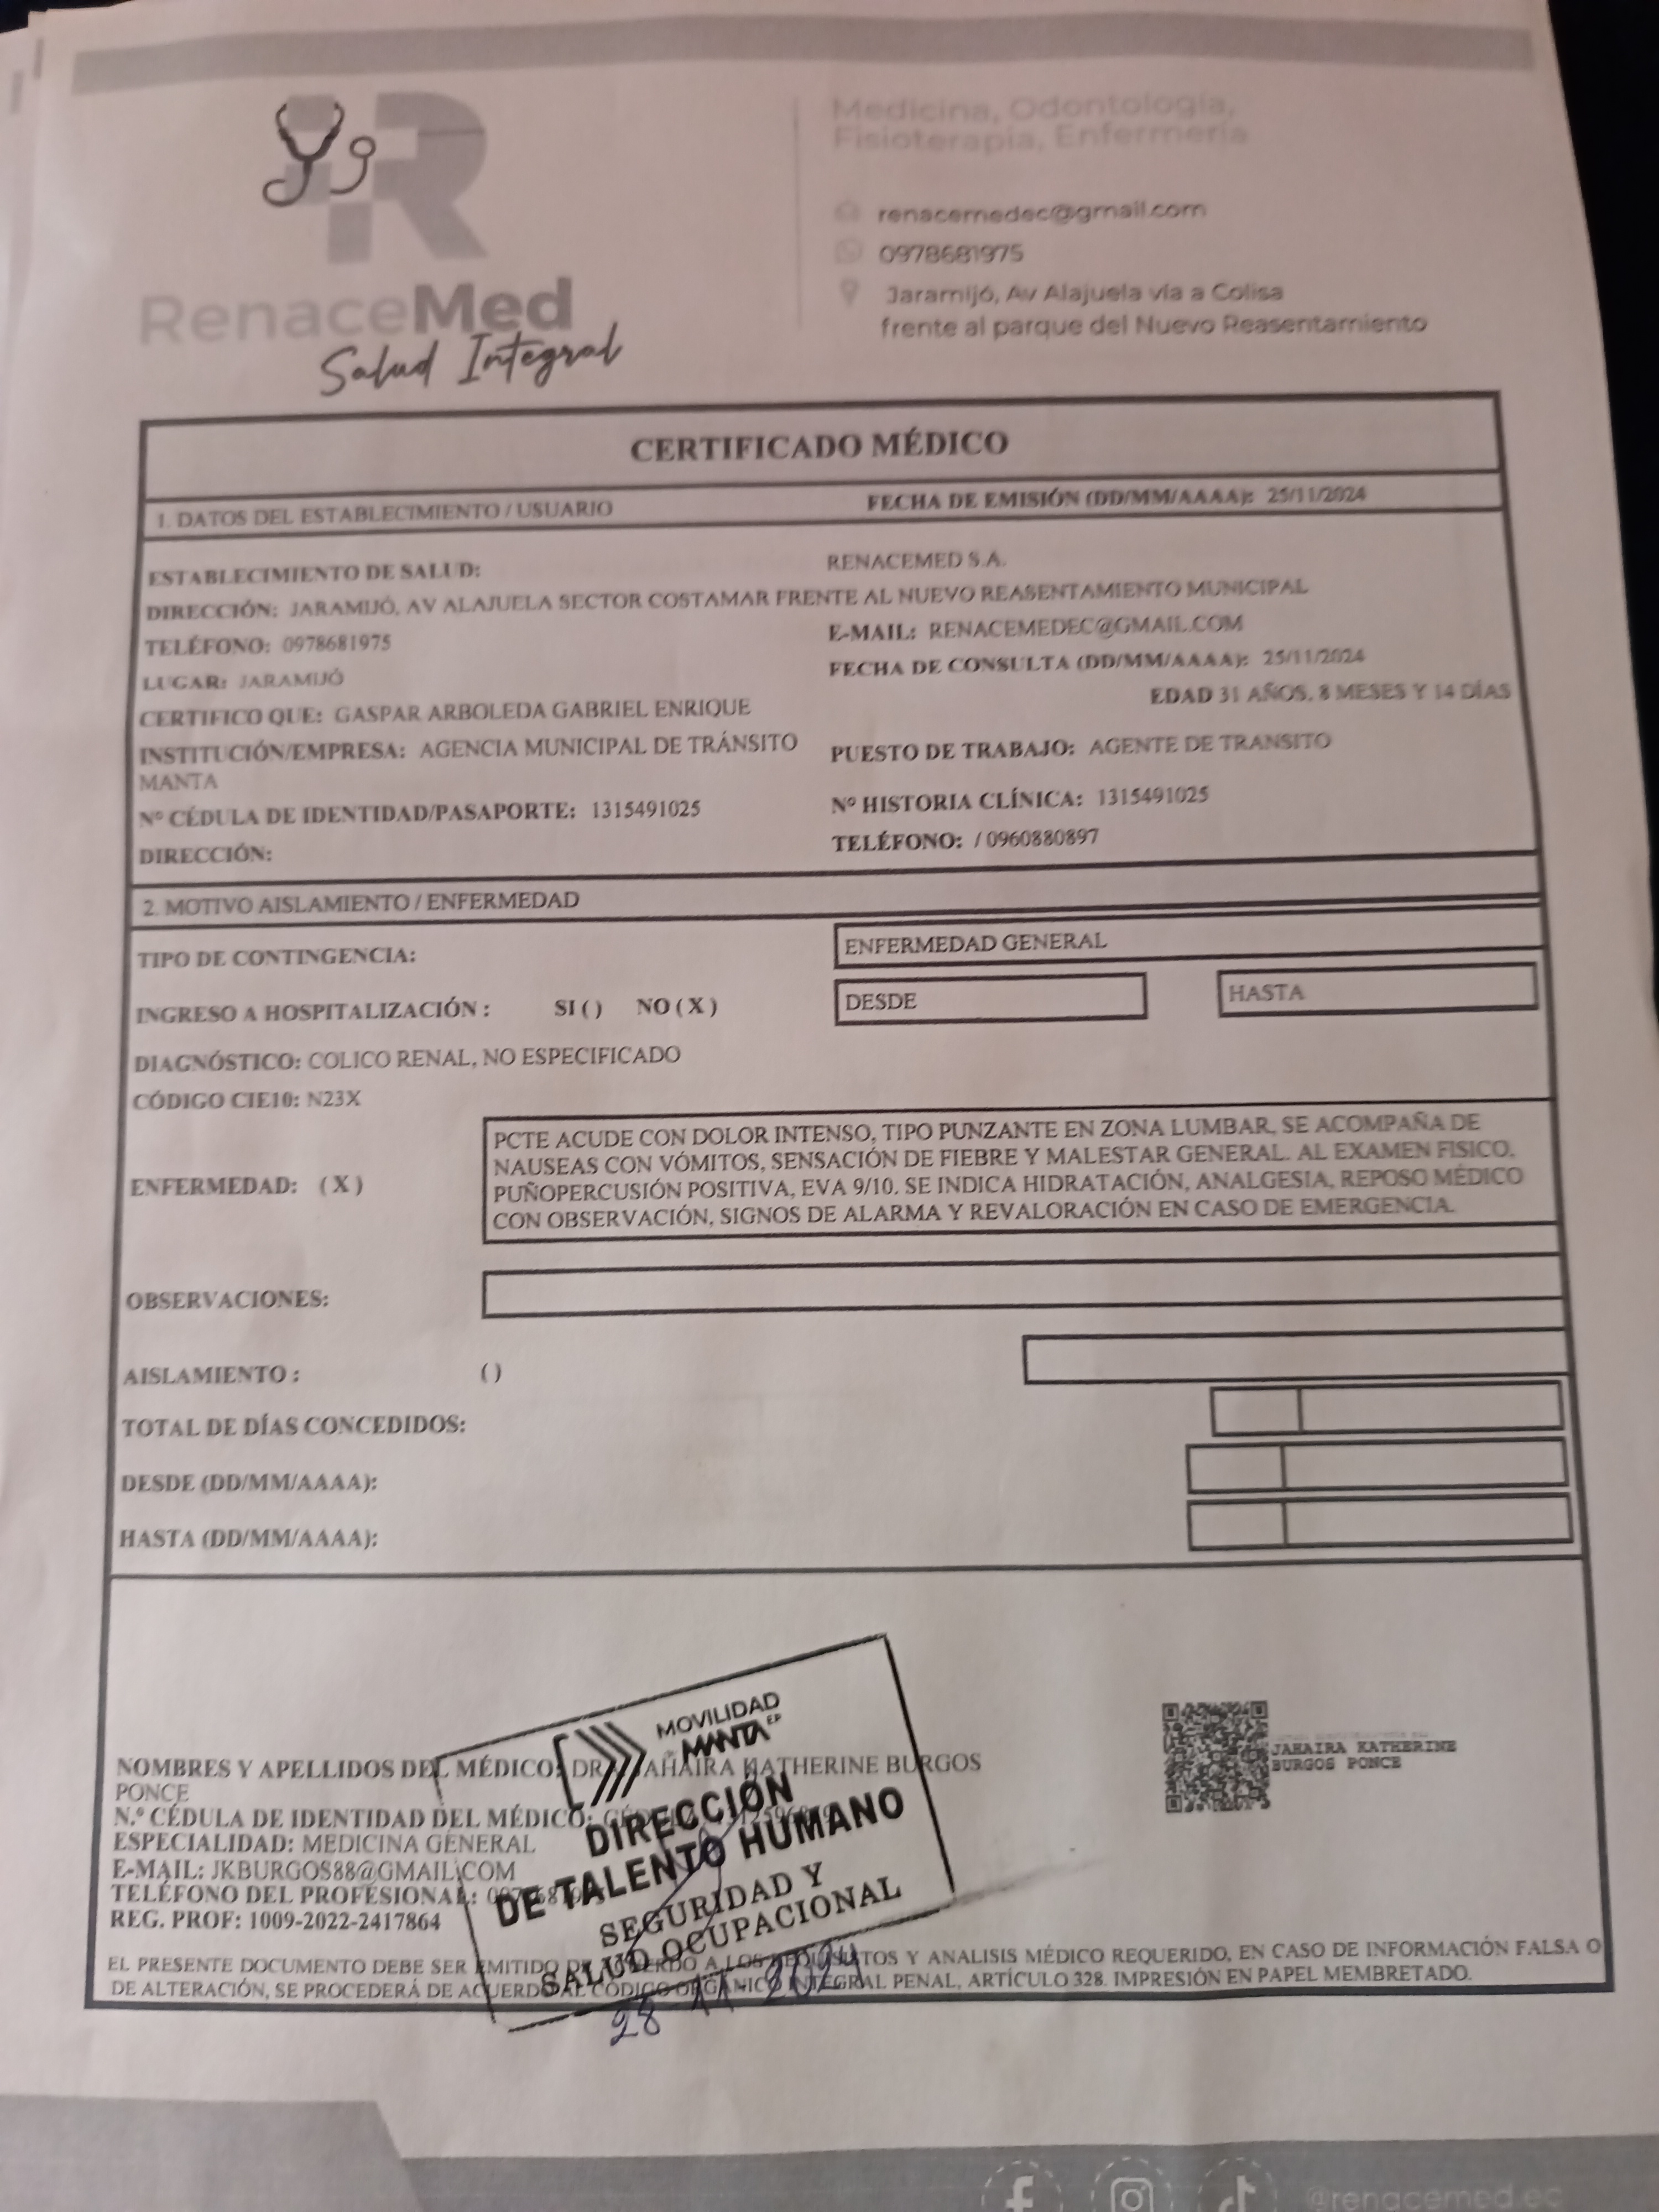 RenaceMed
Salud Integral
Medicina, Odontología,
Fisioterapia, Enfermería
renacemedec@gmail.com
0978681975
Jaramijó, Av Alajuela vía a Colisa
frente al parque del Nuevo Reasentamiento
CERTIFICADO MÉDICO
1. DATOS DEL ESTABLECIMIENTO / USUARIO FECHA DE EMISIÓN (DD/MM/AAAA): 25/11/2024
ESTABLECIMIENTO DE SALUD: RENACEMED S.A.
DIRECCIÓN: JARAMIJÓ, AV ALAJUELA SECTOR COSTAMAR FRENTE AL NUEVO REASENTAMIENTO MUNICIPAL
TELÉFONO: 0978681975 E-MAIL: RENACEMEDEC@GMAIL.COM
LUGAR: JARAMIJÓ FECHA DE CONSULTA (DD/MM/AAAA): 25/11/2024
CERTIFICO QUE: GASPAR ARBOLEDA GABRIEL ENRIQUE EDAD 31 AÑOS, 8 MESES Y 14 DÍAS
INSTITUCIÓN/EMPRESA: AGENCIA MUNICIPAL DE TRÁNSITO PUESTO DE TRABAJO: AGENTE DE TRANSITO
MANTA
Nº CÉDULA DE IDENTIDAD/PASAPORTE: 1315491025 Nº HISTORIA CLÍNICA: 1315491025
DIRECCIÓN: TELÉFONO: / 0960880897
2. MOTIVO AISLAMIENTO / ENFERMEDAD
TIPO DE CONTINGENCIA: ENFERMEDAD GENERAL
INGRESO A HOSPITALIZACIÓN : SI ( ) NO ( X ) DESDE HASTA
DIAGNÓSTICO: COLICO RENAL, NO ESPECIFICADO
CÓDIGO CIE10: N23X
ENFERMEDAD: ( X )
PCTE ACUDE CON DOLOR INTENSO, TIPO PUNZANTE EN ZONA LUMBAR, SE ACOMPAÑA DE
NAUSEAS CON VÓMITOS, SENSACIÓN DE FIEBRE Y MALESTAR GENERAL. AL EXAMEN FISICO,
PUÑOPERCUSIÓN POSITIVA, EVA 9/10. SE INDICA HIDRATACIÓN, ANALGESIA, REPOSO MÉDICO
CON OBSERVACIÓN, SIGNOS DE ALARMA Y REVALORACIÓN EN CASO DE EMERGENCIA.
OBSERVACIONES:
AISLAMIENTO : ( )
TOTAL DE DÍAS CONCEDIDOS:
DESDE (DD/MM/AAAA):
HASTA (DD/MM/AAAA):
NOMBRES Y APELLIDOS DEL MÉDICO: DRA. JAHAIRA KATHERINE BURGOS
PONCE
N.º CÉDULA DE IDENTIDAD DEL MÉDICO:
ESPECIALIDAD: MEDICINA GENERAL
E-MAIL: JKBURGOS88@GMAIL.COM
TELÉFONO DEL PROFESIONAL:
REG. PROF: 1009-2022-2417864
JAHAIRA KATHERINE
BURGOS PONCE
MOVILIDAD
MANTA EP
DIRECCIÓN
DE TALENTO HUMANO
SEGURIDAD Y
SALUD OCUPACIONAL
28 11 2024
EL PRESENTE DOCUMENTO DEBE SER EMITIDO DE ACUERDO A LOS REQUISITOS Y ANALISIS MÉDICO REQUERIDO, EN CASO DE INFORMACIÓN FALSA O
DE ALTERACIÓN, SE PROCEDERÁ DE ACUERDO AL CÓDIGO ORGÁNICO INTEGRAL PENAL, ARTÍCULO 328. IMPRESIÓN EN PAPEL MEMBRETADO.
@renacemed.ec